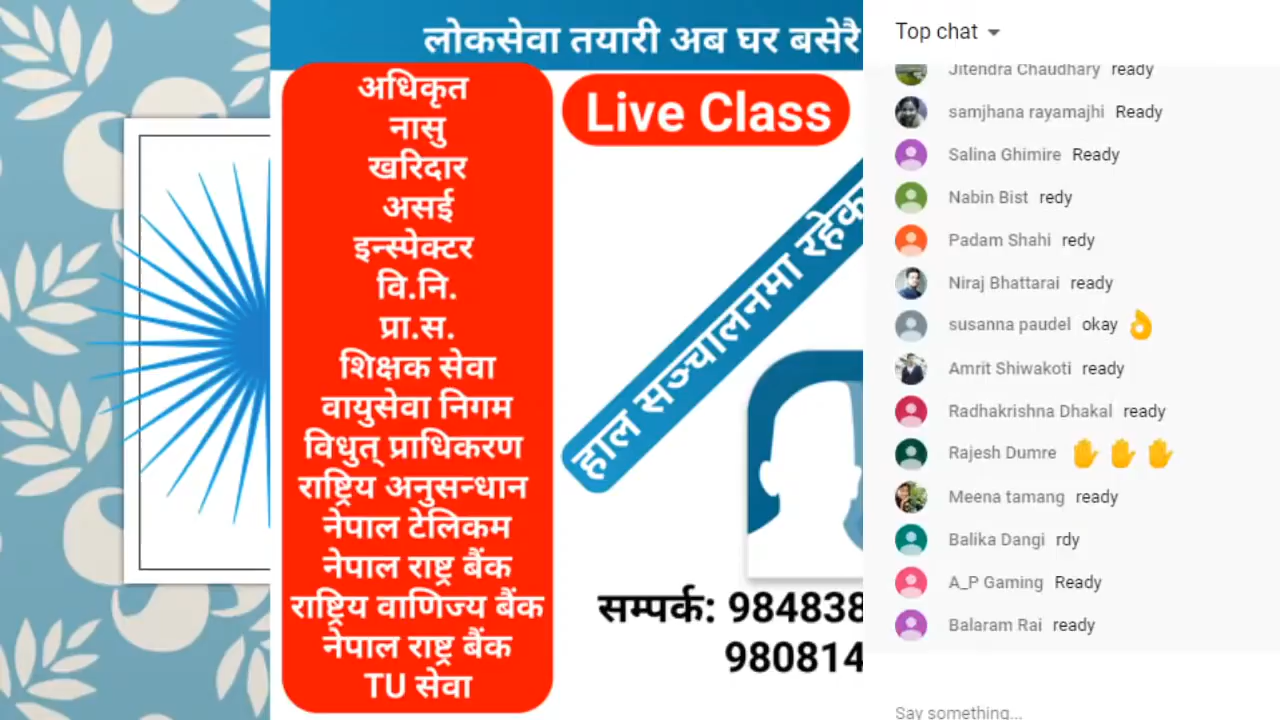 लोकसेवा तयारी अब घर बसेरै
अधिकृत
नासु
खरिदार
असई
इन्स्पेक्टर
वि.नि.
प्रा.स.
शिक्षक सेवा
वायुसेवा निगम
विधुत् प्राधिकरण
राष्ट्रिय अनुसन्धान
नेपाल टेलिकम
नेपाल राष्ट्र बैंक
राष्ट्रिय वाणिज्य बैंक
नेपाल राष्ट्र बैंक
TU सेवा
Live Class
हाल सञ्चालनमा रहेक
सम्पर्क: 98483
980814
Top chat
Jitendra Chaudhary ready
samjhana rayamajhi Ready
Salina Ghimire Ready
Nabin Bist redy
Padam Shahi redy
Niraj Bhattarai ready
susanna paudel okay 👌
Amrit Shiwakoti ready
Radhakrishna Dhakal ready
Rajesh Dumre ✋ ✋ ✋
Meena tamang ready
Balika Dangi rdy
A_P Gaming Ready
Balaram Rai ready
Say something...